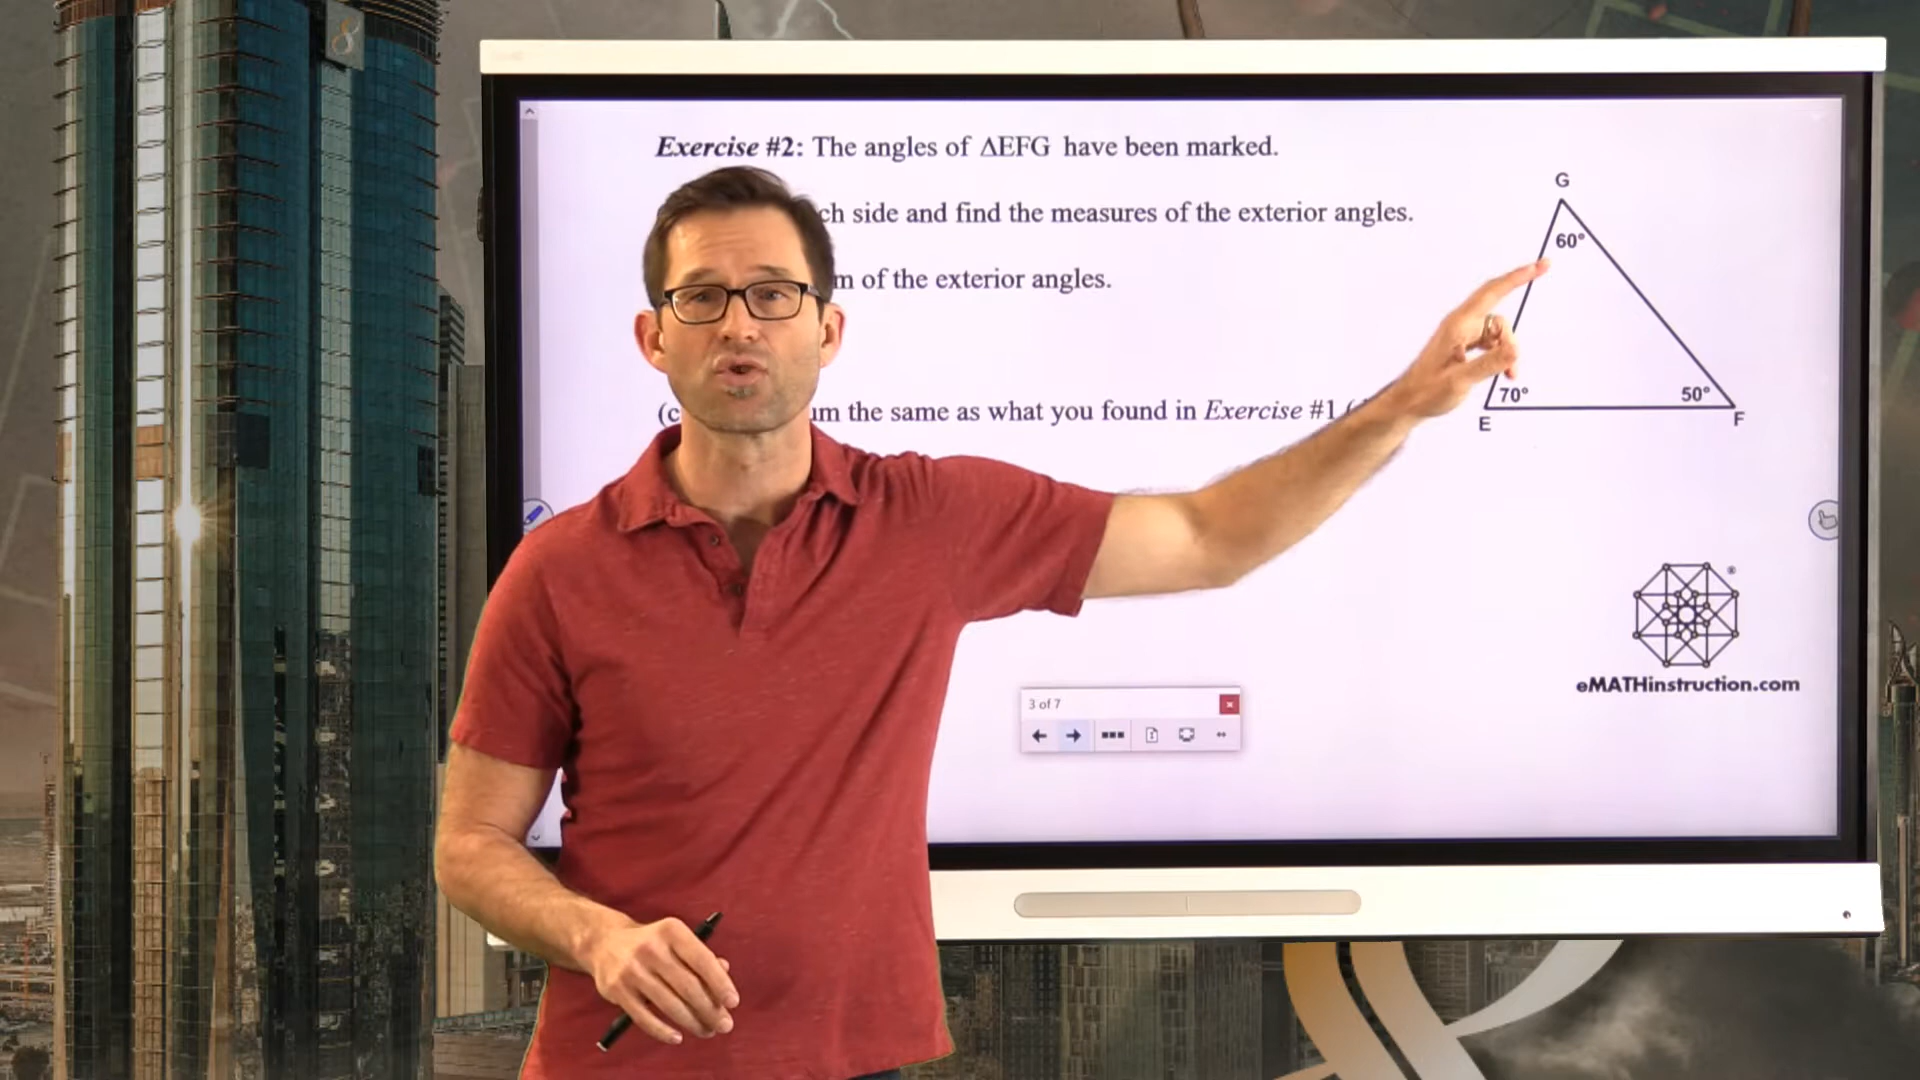 Exercise #2: The angles of ΔEFG have been marked.
ch side and find the measures of the exterior angles.
m of the exterior angles.
(c um the same as what you found in Exercise #1
G
60°
70°
50°
E
F
®
eMATHinstruction.com
3 of 7